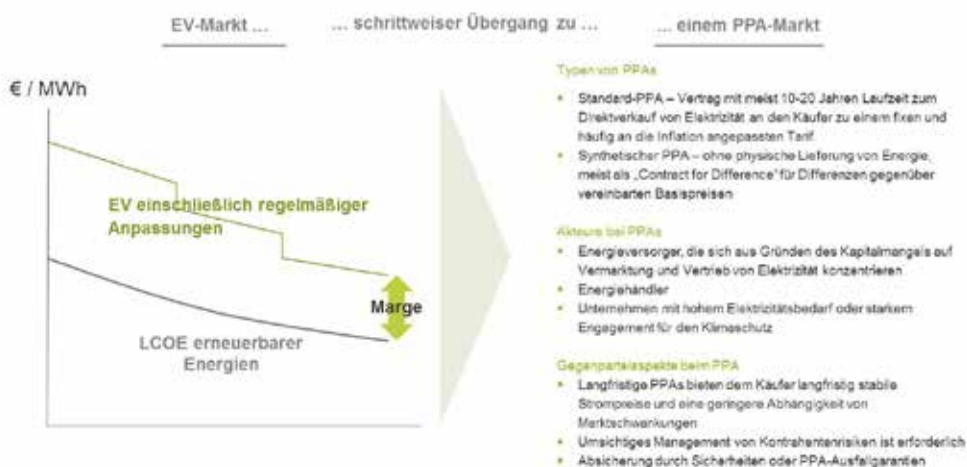 EV-Markt ...
... schrittweiser Übergang zu ...
... einem PPA-Markt
€ / MWh
EV einschließlich regelmäßiger
Anpassungen
Marge
LCOE erneuerbarer
Energien
Typen von PPAs
• Standard-PPA – Vertrag mit meist 10-20 Jahren Laufzeit zum
Direktverkauf von Elektrizität an den Käufer zu einem fixen und
häufig an die Inflation angepassten Tarif
• Synthetischer PPA – ohne physische Lieferung von Energie,
meist als „Contract for Difference" für Differenzen gegenüber
vereinbarten Basispreisen
Akteure bei PPAs
• Energieversorger, die sich aus Gründen des Kapitalmangels auf
Vermarktung und Vertrieb von Elektrizität konzentrieren
• Energiehändler
• Unternehmen mit hohem Elektrizitätsbedarf oder starkem
Engagement für den Klimaschutz
Gegenparteiaspekte beim PPA
• Langfristige PPAs bieten dem Käufer langfristig stabile
Strompreise und eine geringere Abhängigkeit von
Marktschwankungen
• Umsichtiges Management von Kontrahentenrisiken ist erforderlich
• Absicherung durch Sicherheiten oder PPA-Ausfallgarantien